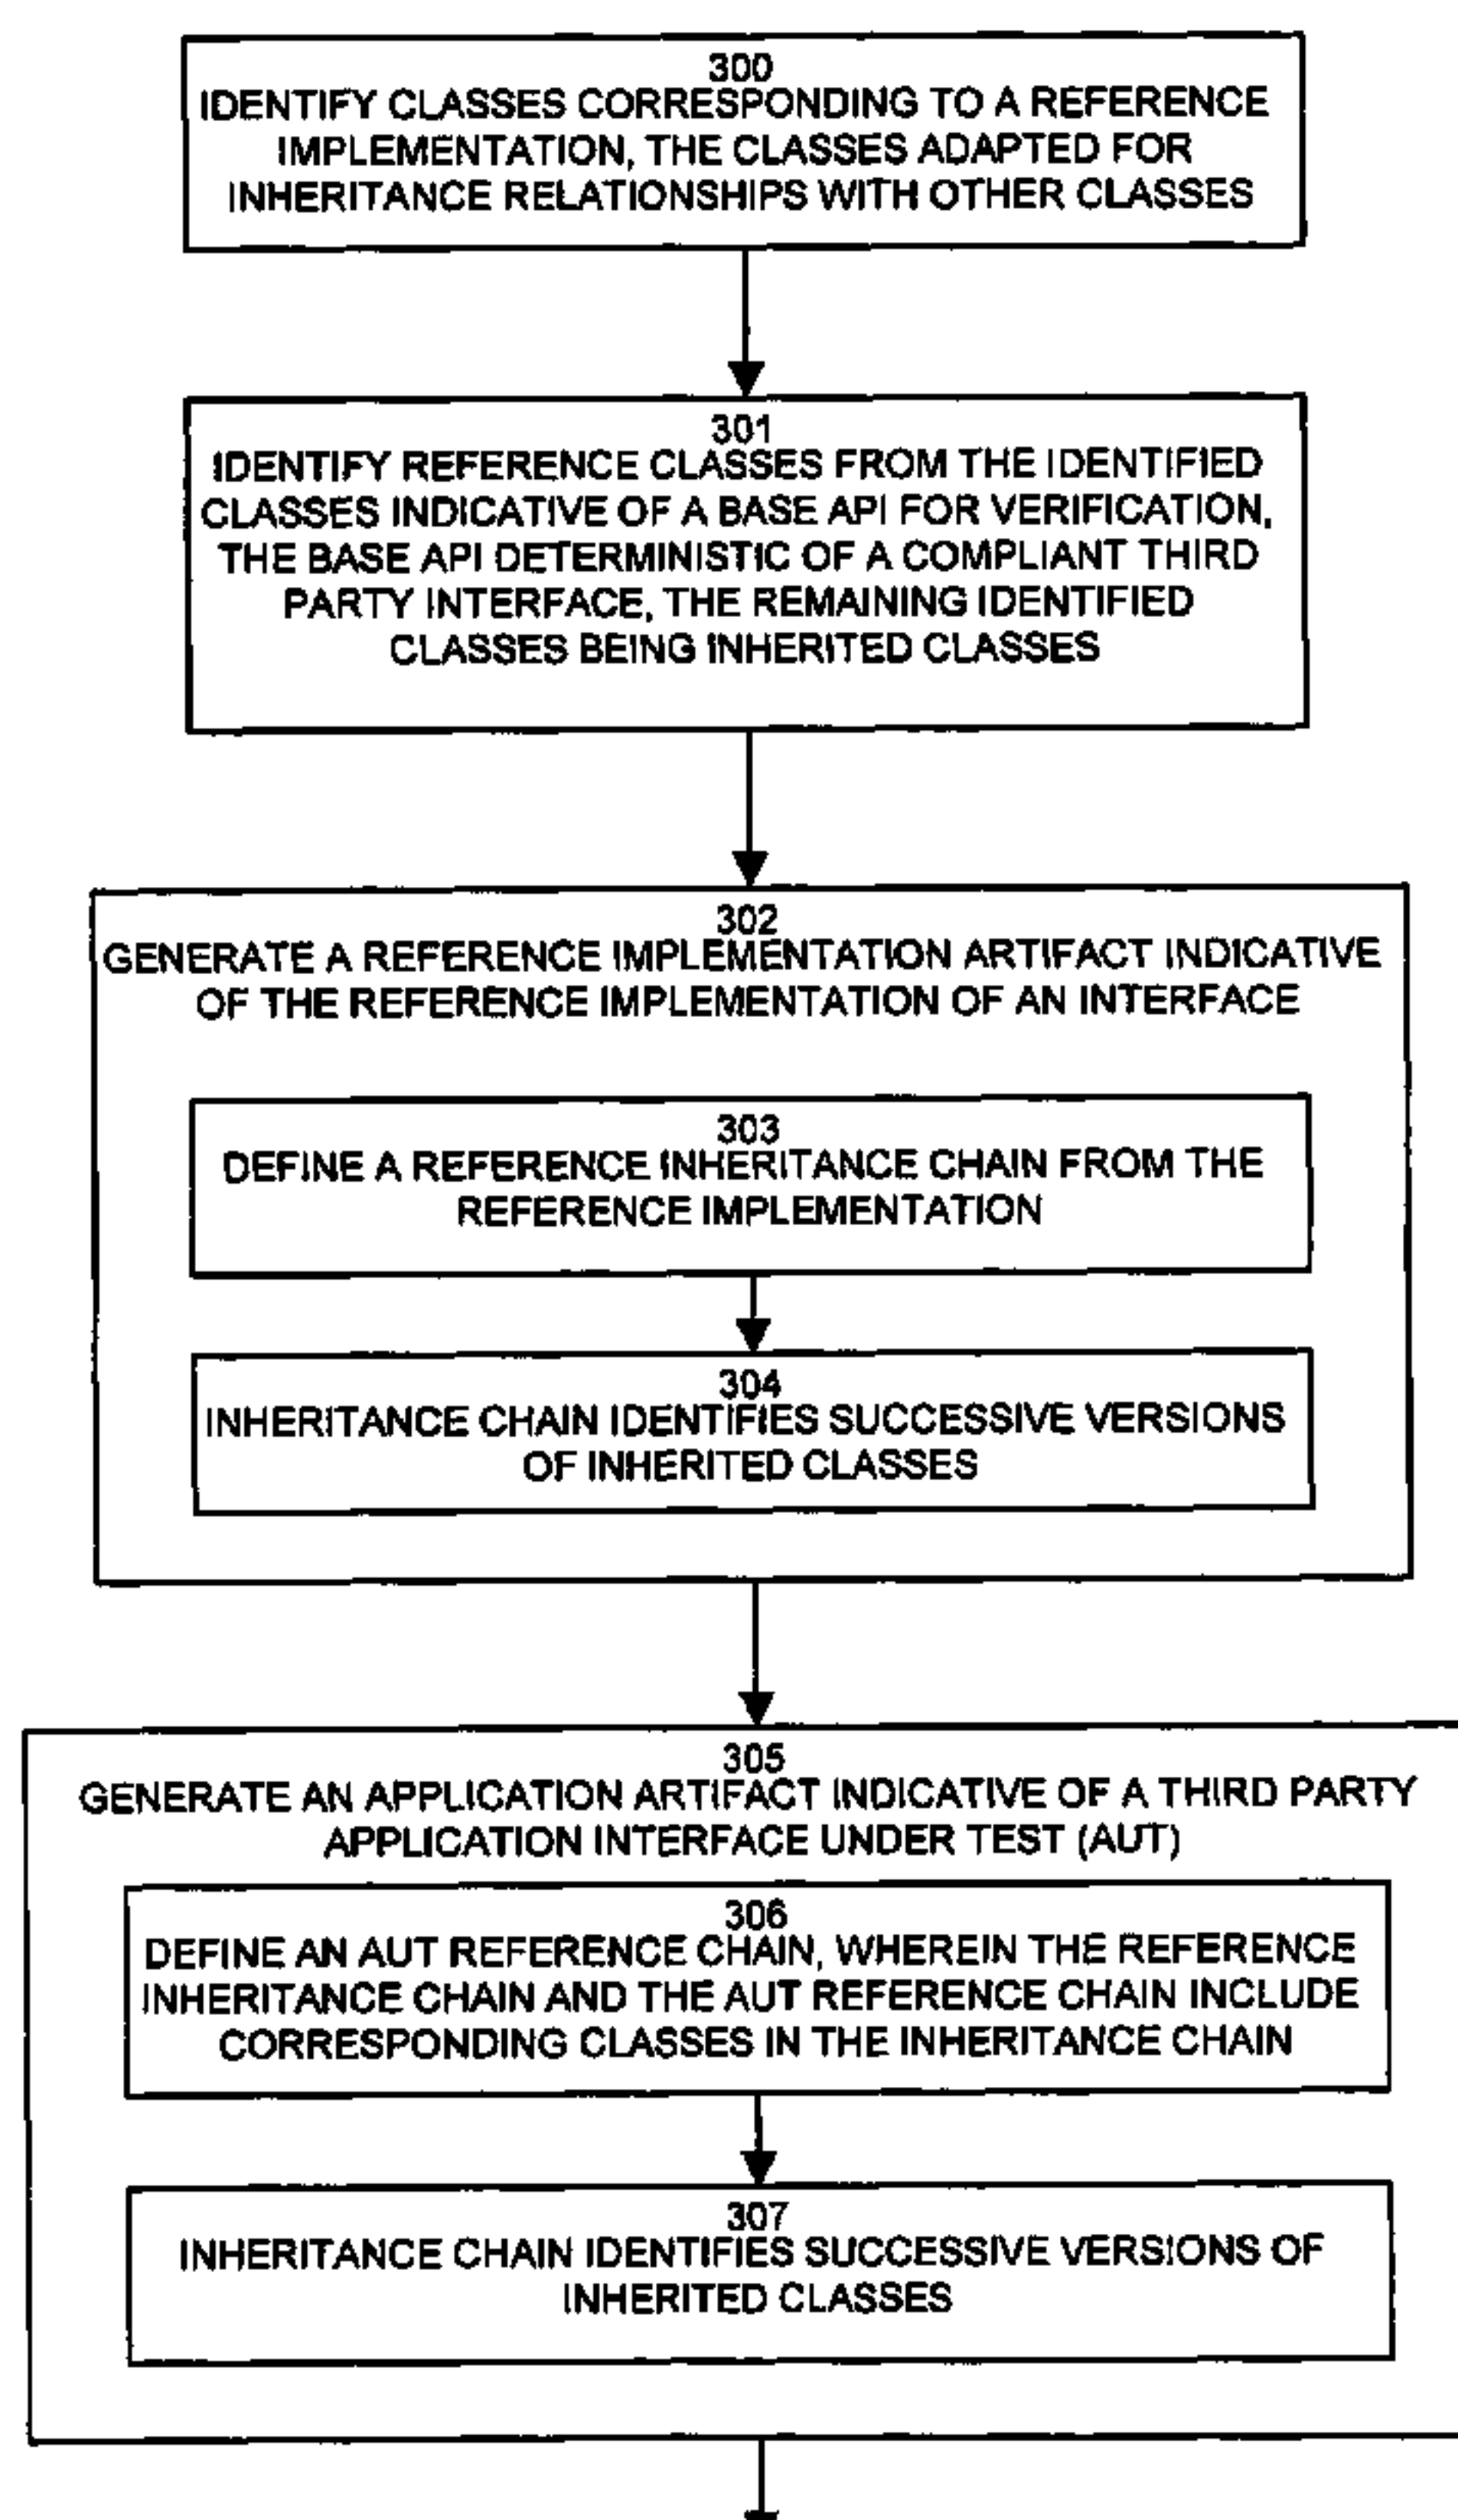 300
IDENTIFY CLASSES CORRESPONDING TO A REFERENCE
IMPLEMENTATION, THE CLASSES ADAPTED FOR
INHERITANCE RELATIONSHIPS WITH OTHER CLASSES
301
IDENTIFY REFERENCE CLASSES FROM THE IDENTIFIED
CLASSES INDICATIVE OF A BASE API FOR VERIFICATION,
THE BASE API DETERMINISTIC OF A COMPLIANT THIRD
PARTY INTERFACE, THE REMAINING IDENTIFIED
CLASSES BEING INHERITED CLASSES
302
GENERATE A REFERENCE IMPLEMENTATION ARTIFACT INDICATIVE
OF THE REFERENCE IMPLEMENTATION OF AN INTERFACE
303
DEFINE A REFERENCE INHERITANCE CHAIN FROM THE
REFERENCE IMPLEMENTATION
304
INHERITANCE CHAIN IDENTIFIES SUCCESSIVE VERSIONS
OF INHERITED CLASSES
305
GENERATE AN APPLICATION ARTIFACT INDICATIVE OF A THIRD PARTY
APPLICATION INTERFACE UNDER TEST (AUT)
306
DEFINE AN AUT REFERENCE CHAIN, WHEREIN THE REFERENCE
INHERITANCE CHAIN AND THE AUT REFERENCE CHAIN INCLUDE
CORRESPONDING CLASSES IN THE INHERITANCE CHAIN
307
INHERITANCE CHAIN IDENTIFIES SUCCESSIVE VERSIONS OF
INHERITED CLASSES